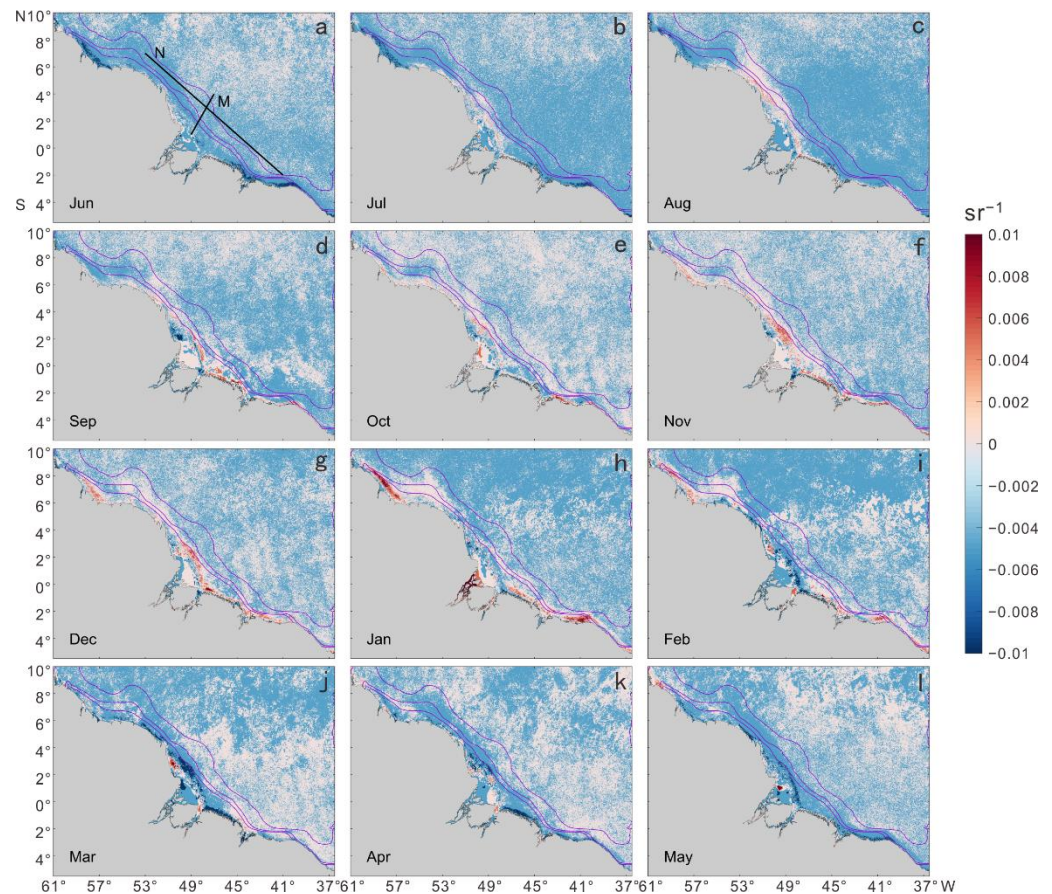 N10° a b c
8° N
6°
4° M
2°
0°
2°
S 4° Jun Jul Aug
sr⁻¹
10° d e f
8°
6°
4°
2°
0°
2°
4° Sep Oct Nov
0.01
0.008
0.006
0.004
0.002
0
−0.002
−0.004
−0.006
−0.008
−0.01
10° g h i
8°
6°
4°
2°
0°
2°
4° Dec Jan Feb
10° j k l
8°
6°
4°
2°
0°
2°
4° Mar Apr May
61° 57° 53° 49° 45° 41° 37° 61° 57° 53° 49° 45° 41° 37° 61° 57° 53° 49° 45° 41° 37° W